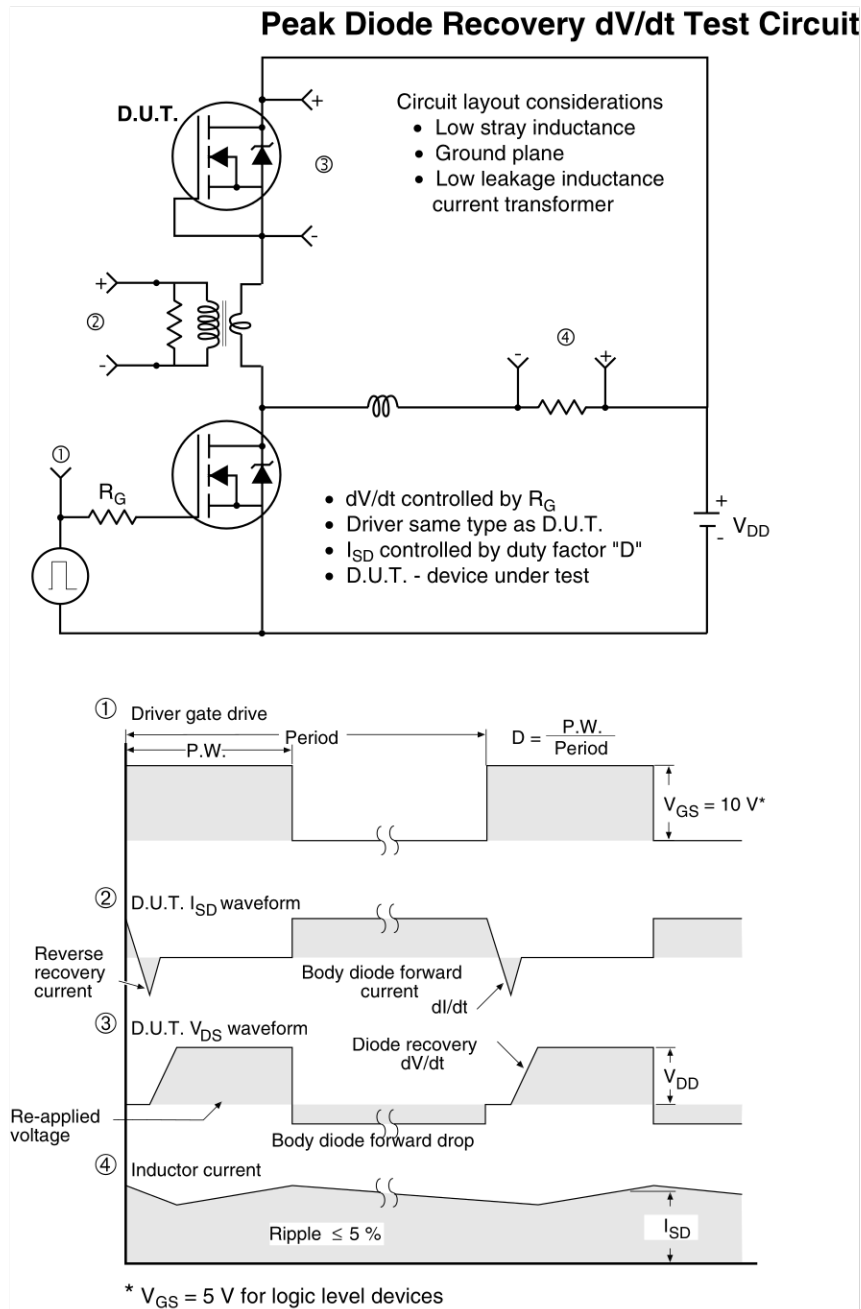 Peak Diode Recovery dV/dt Test Circuit
D.U.T.
+
③
-
Circuit layout considerations
• Low stray inductance
• Ground plane
• Low leakage inductance
current transformer
+
②
-
④
-
+
①
R_G
• dV/dt controlled by R_G
• Driver same type as D.U.T.
• I_SD controlled by duty factor "D"
• D.U.T. - device under test
+
V_DD
-
① Driver gate drive
Period
P.W.
D = P.W.
Period
V_GS = 10 V*
② D.U.T. I_SD waveform
Reverse
recovery
current
Body diode forward
current
dI/dt
③ D.U.T. V_DS waveform
Diode recovery
dV/dt
V_DD
Re-applied
voltage
Body diode forward drop
④ Inductor current
Ripple ≤ 5 %
I_SD
* V_GS = 5 V for logic level devices